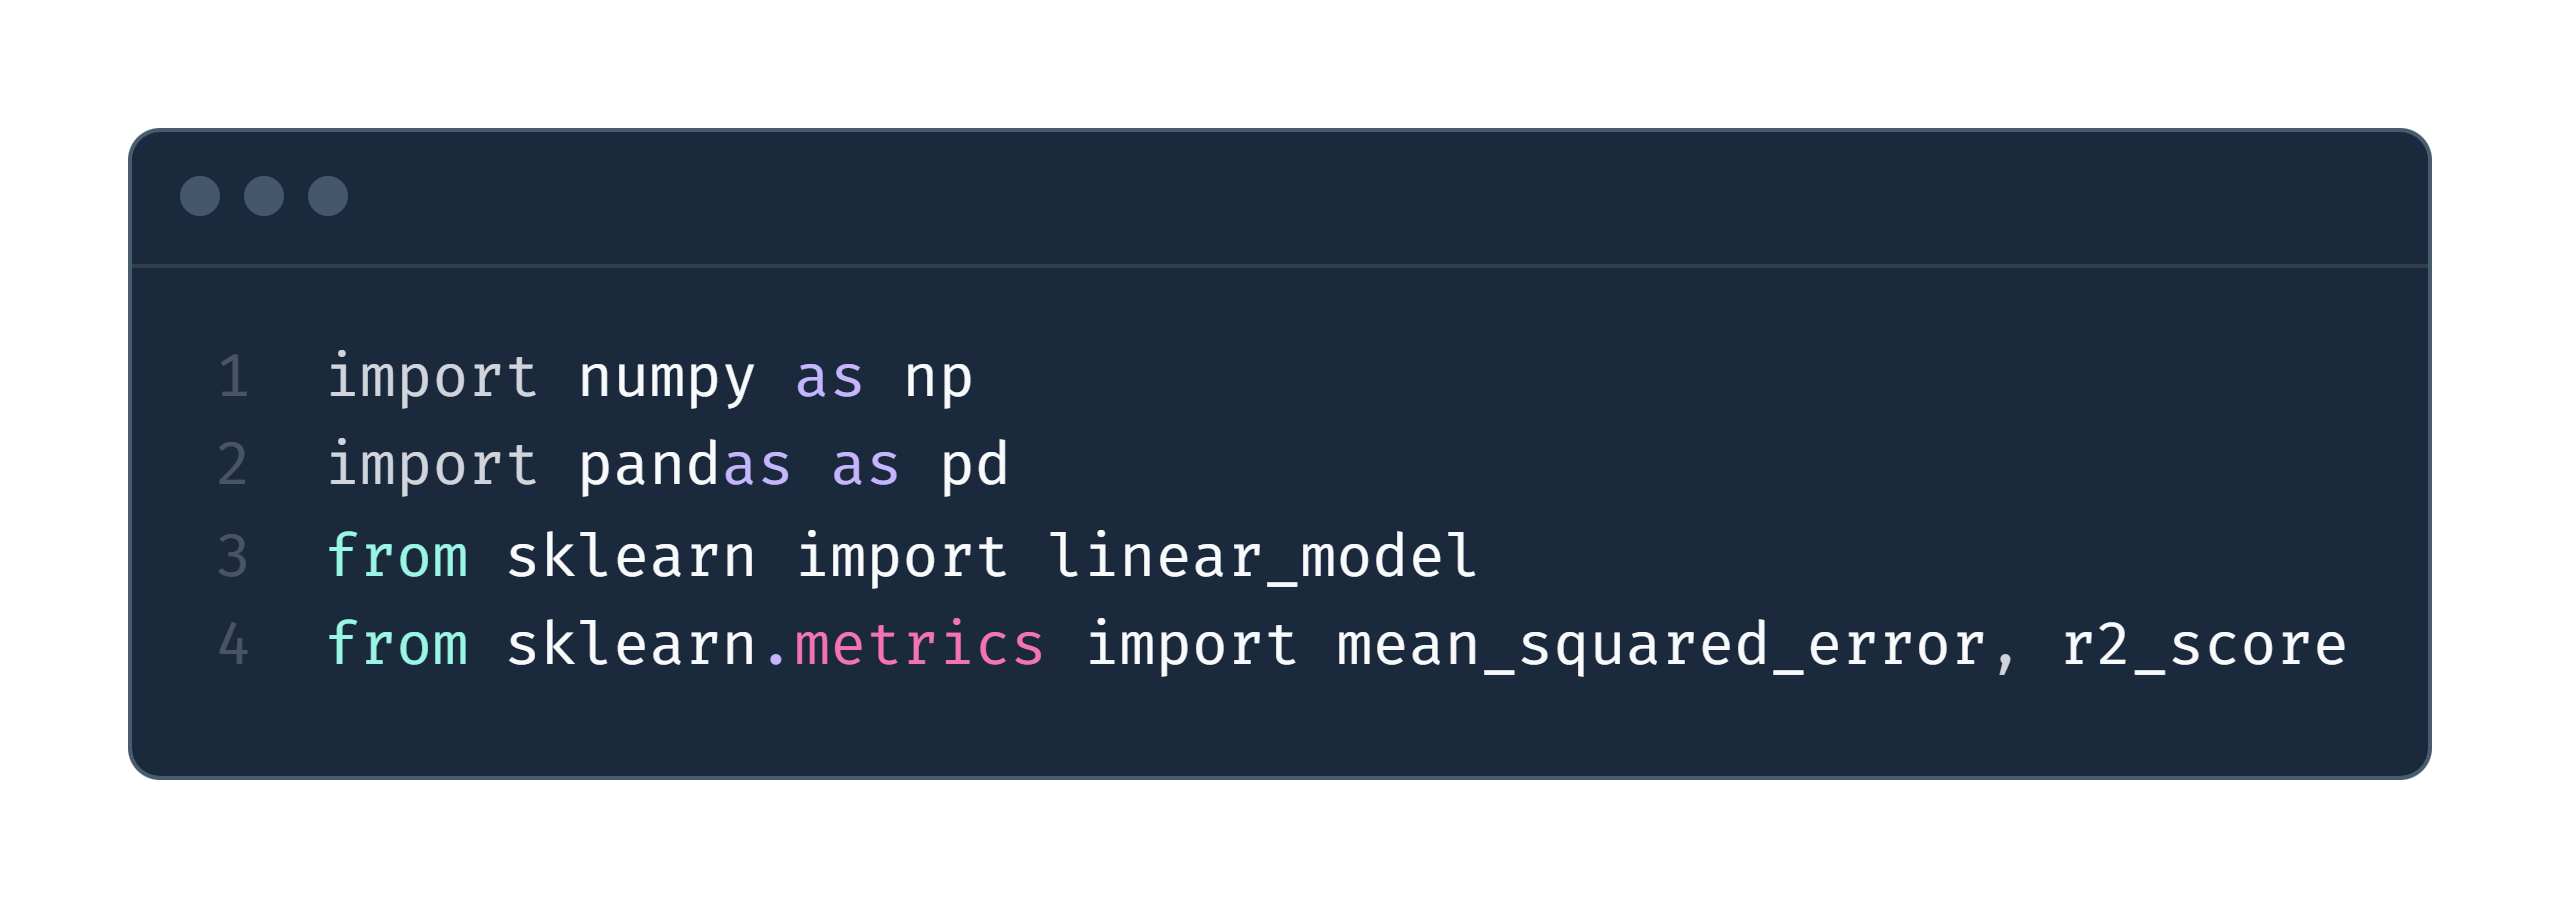 1 import numpy as np
2 import pandas as pd
3 from sklearn import linear_model
4 from sklearn.metrics import mean_squared_error, r2_score